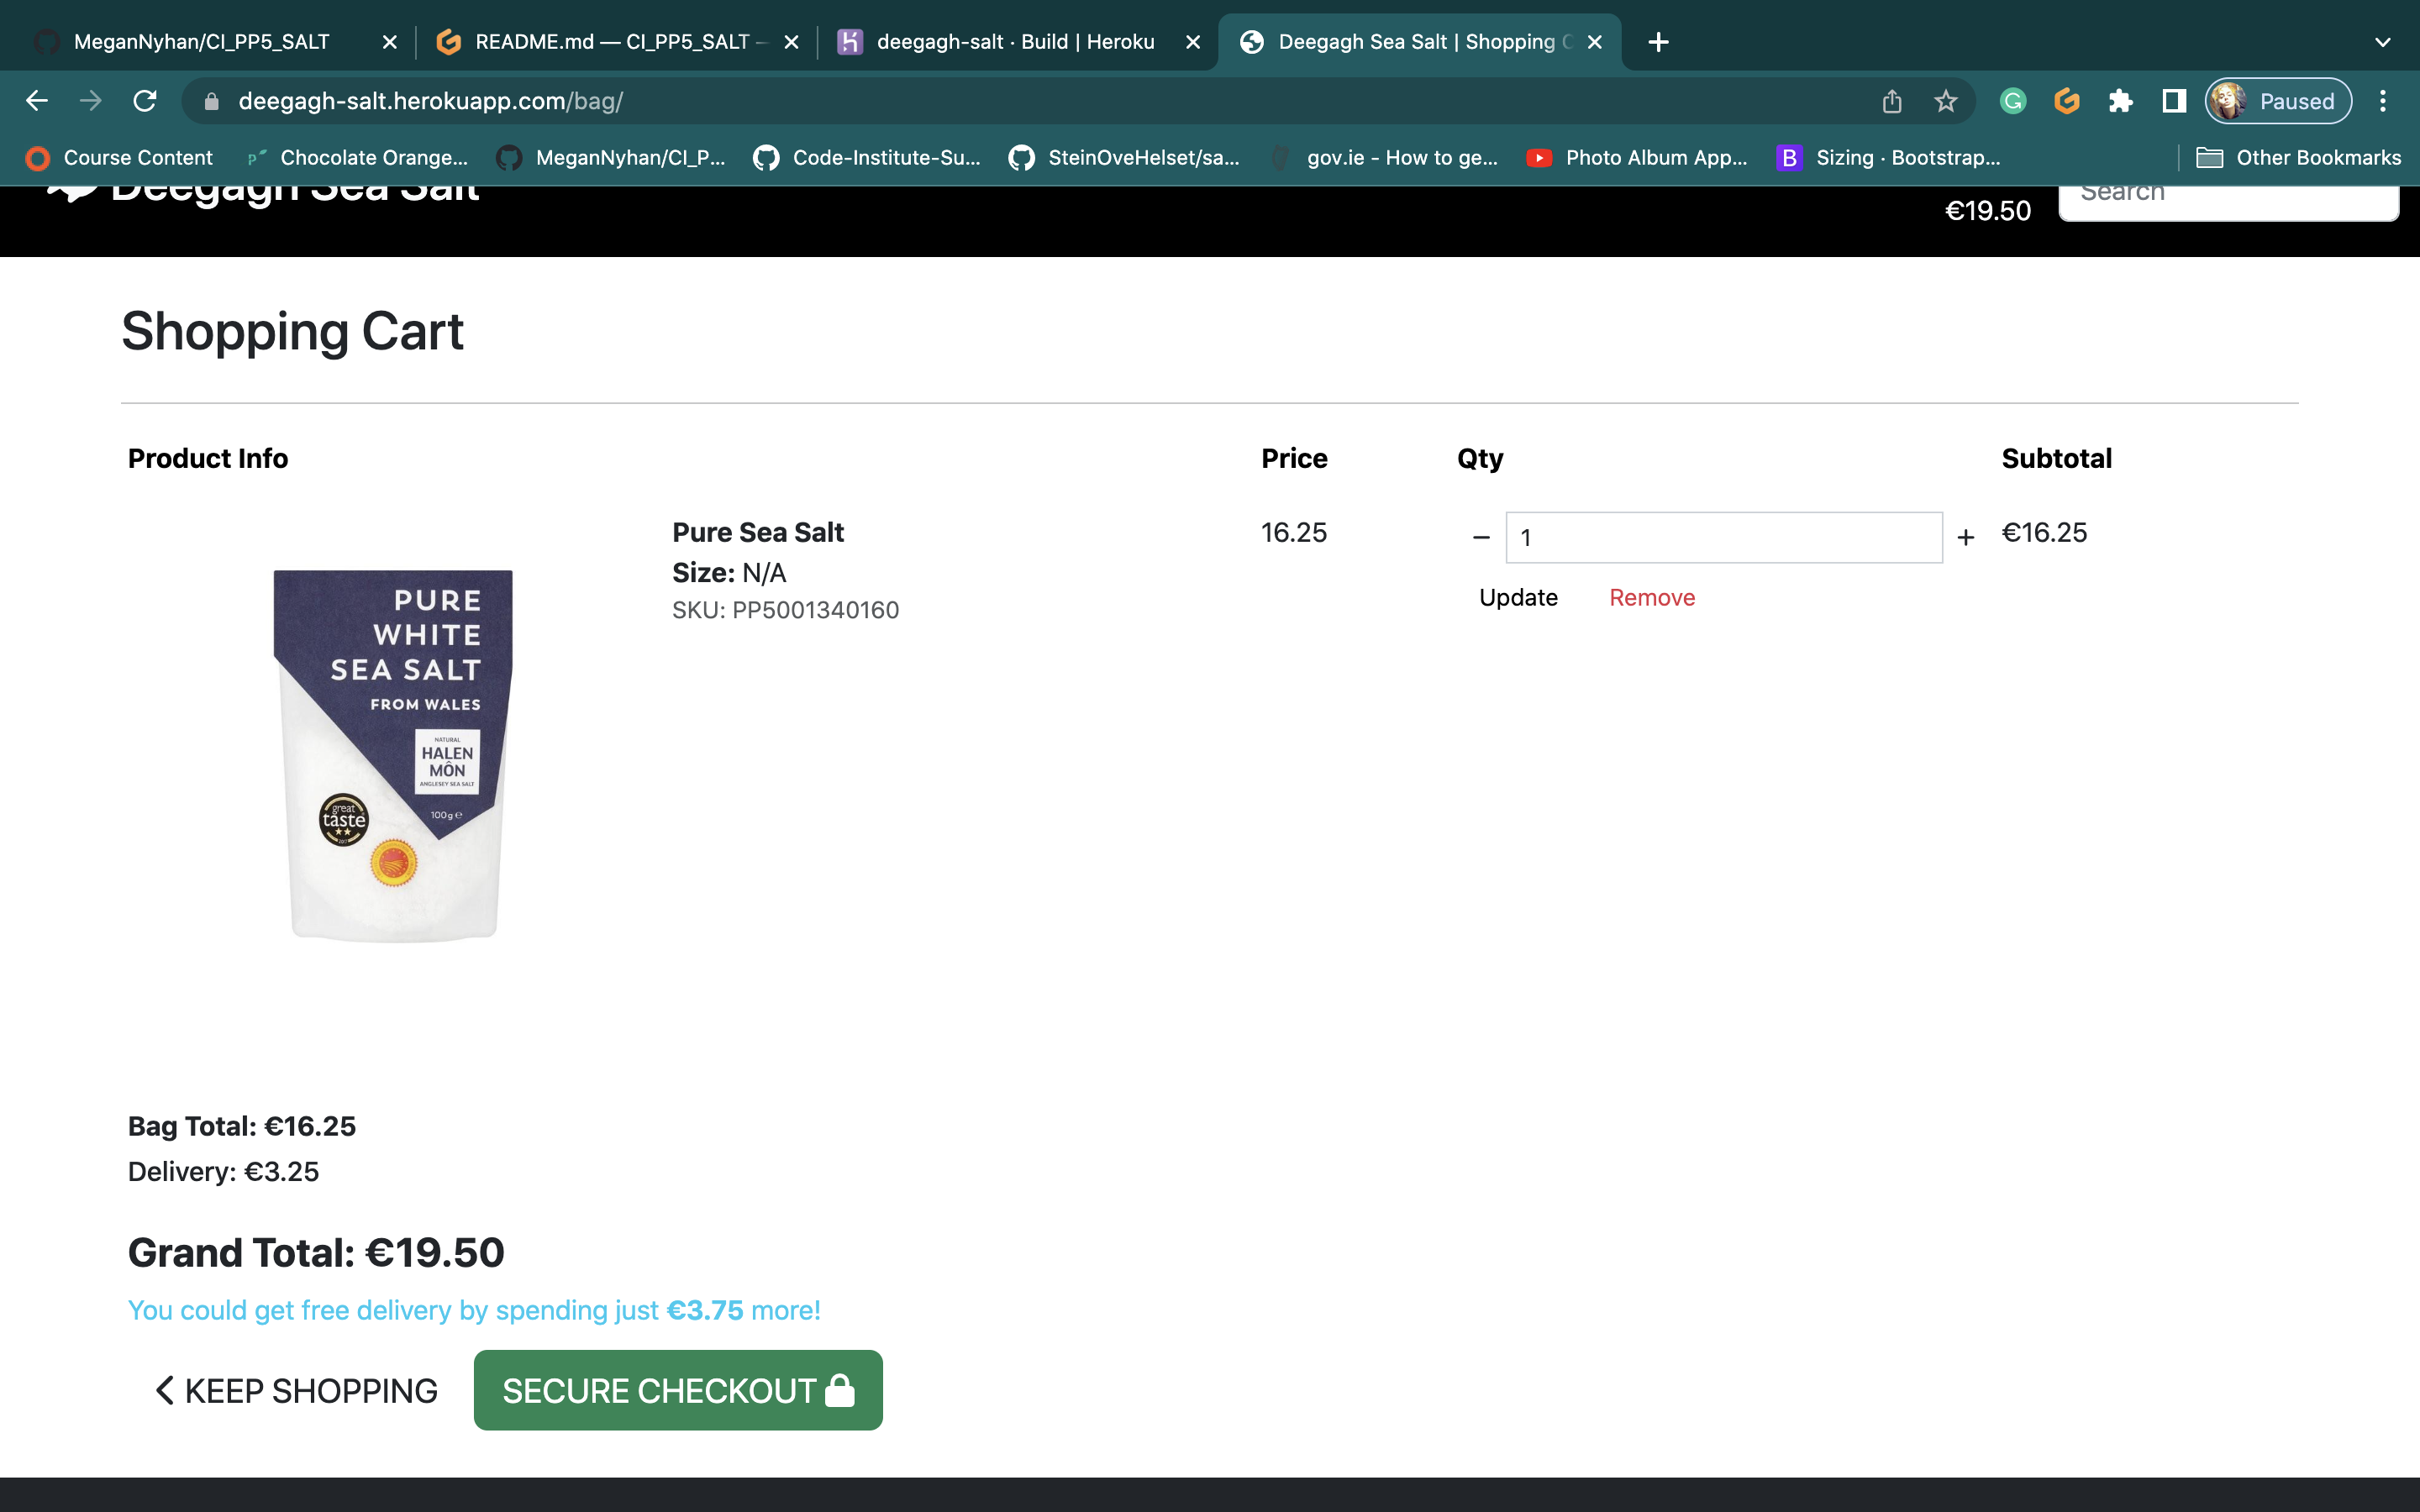 MeganNyhan/CI_PP5_SALT
README.md — CI_PP5_SALT –
deegagh-salt · Build | Heroku
Deegagh Sea Salt | Shopping C
deegagh-salt.herokuapp.com/bag/
Paused
Course Content
Chocolate Orange...
MeganNyhan/CI_P...
Code-Institute-Su...
SteinOveHelset/sa...
gov.ie - How to ge...
Photo Album App...
B
Sizing · Bootstrap...
Other Bookmarks
Deegagh Sea Salt
€19.50
Search
Shopping Cart
Product Info
Price
Qty
Subtotal
Pure Sea Salt
Size: N/A
SKU: PP5001340160
16.25
− 1 +
€16.25
Update
Remove
PURE
WHITE
SEA SALT
FROM WALES
NATURAL
HALEN
MÔN
ANGLESEY SEA SALT
100g e
great
taste
Bag Total: €16.25
Delivery: €3.25
Grand Total: €19.50
You could get free delivery by spending just €3.75 more!
KEEP SHOPPING
SECURE CHECKOUT